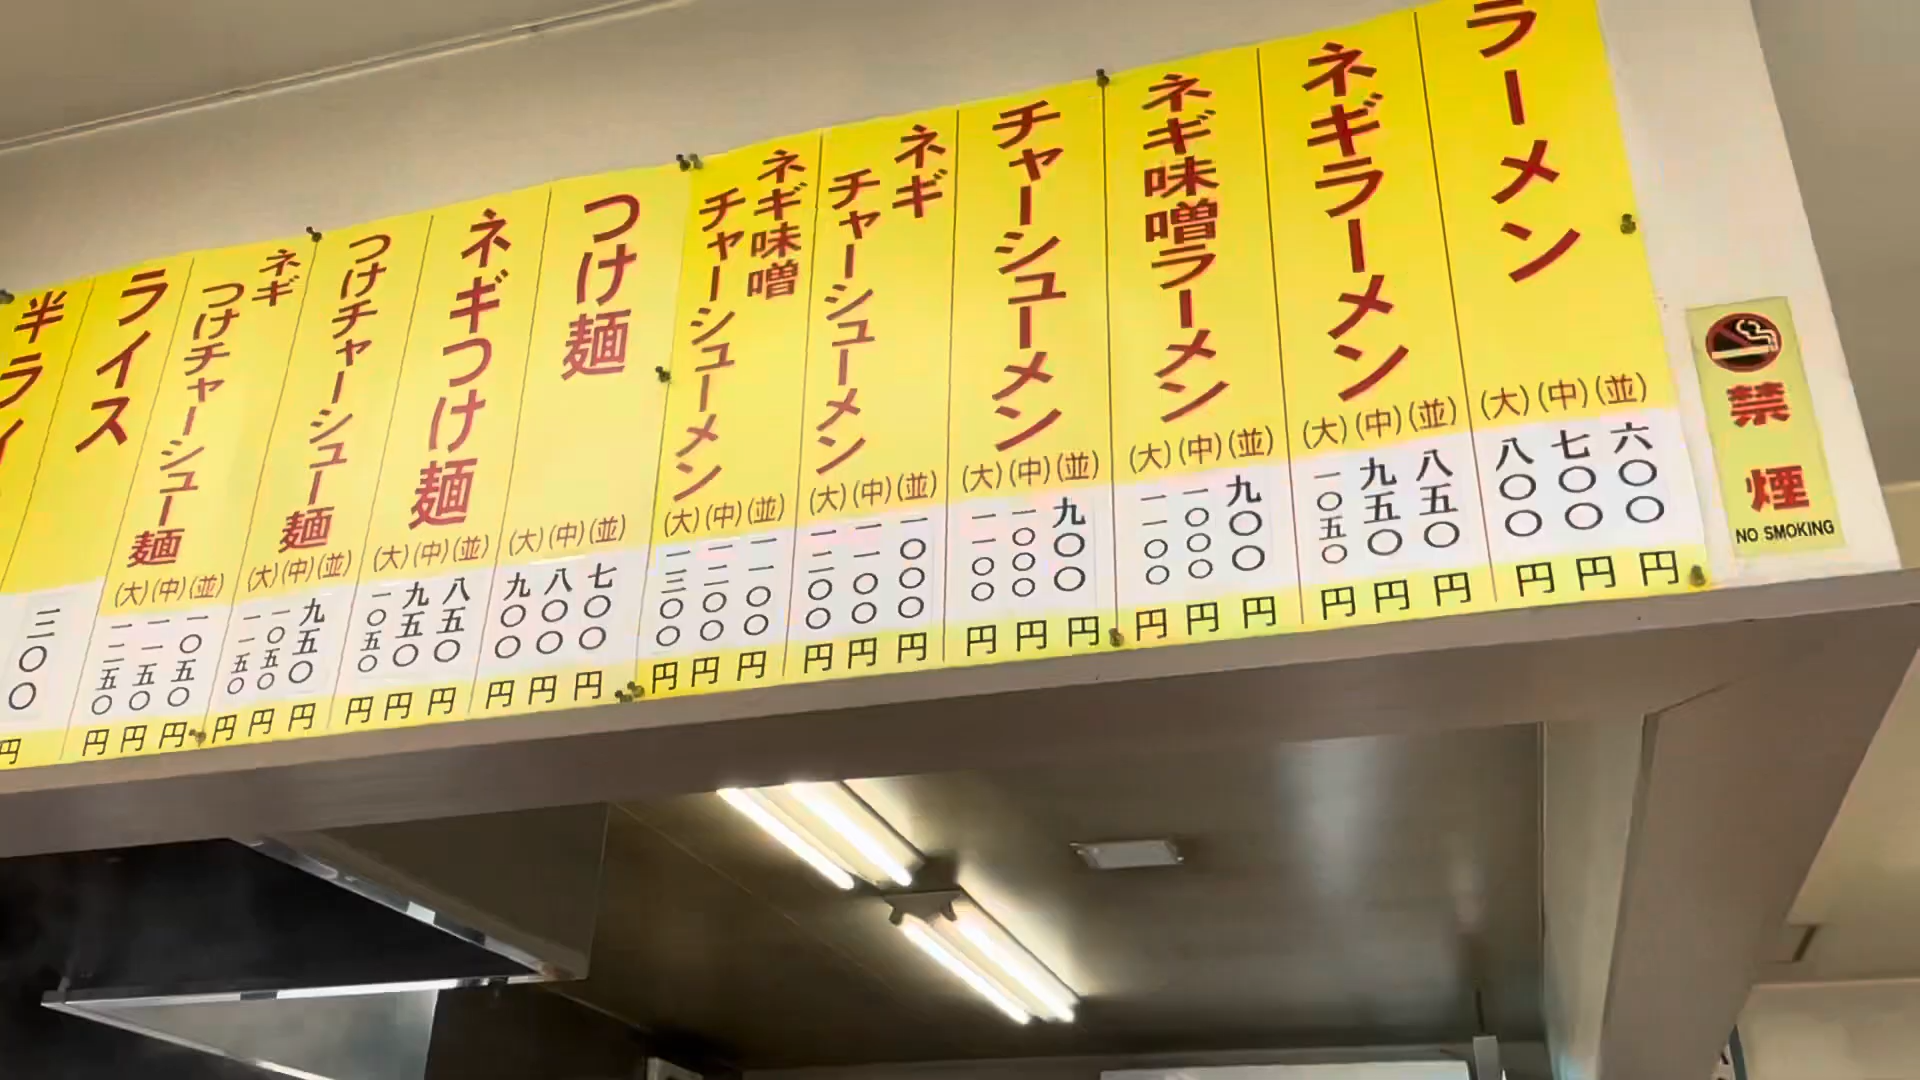 ラーメン
(並)(中)(大)
六〇〇円
七〇〇円
八〇〇円
ネギラーメン
(並)(中)(大)
八五〇円
九五〇円
一〇五〇円
ネギ味噌ラーメン
(並)(中)(大)
九〇〇円
一〇〇〇円
一一〇〇円
チャーシューメン
(並)(中)(大)
九〇〇円
一〇〇〇円
一一〇〇円
ネギ
チャーシューメン
(並)(中)(大)
一〇〇〇円
一一〇〇円
一二〇〇円
ネギ味噌
チャーシューメン
(並)(中)(大)
一一〇〇円
一二〇〇円
一三〇〇円
つけ麺
(並)(中)(大)
七〇〇円
八〇〇円
九〇〇円
ネギつけ麺
(並)(中)(大)
八五〇円
九五〇円
一〇五〇円
つけチャーシュー麺
(並)(中)(大)
九五〇円
一〇五〇円
一一五〇円
ネギ
つけチャーシュー麺
(並)(中)(大)
一〇五〇円
一一五〇円
一二五〇円
ライス
三〇〇円
半ライ
禁煙
NO SMOKING